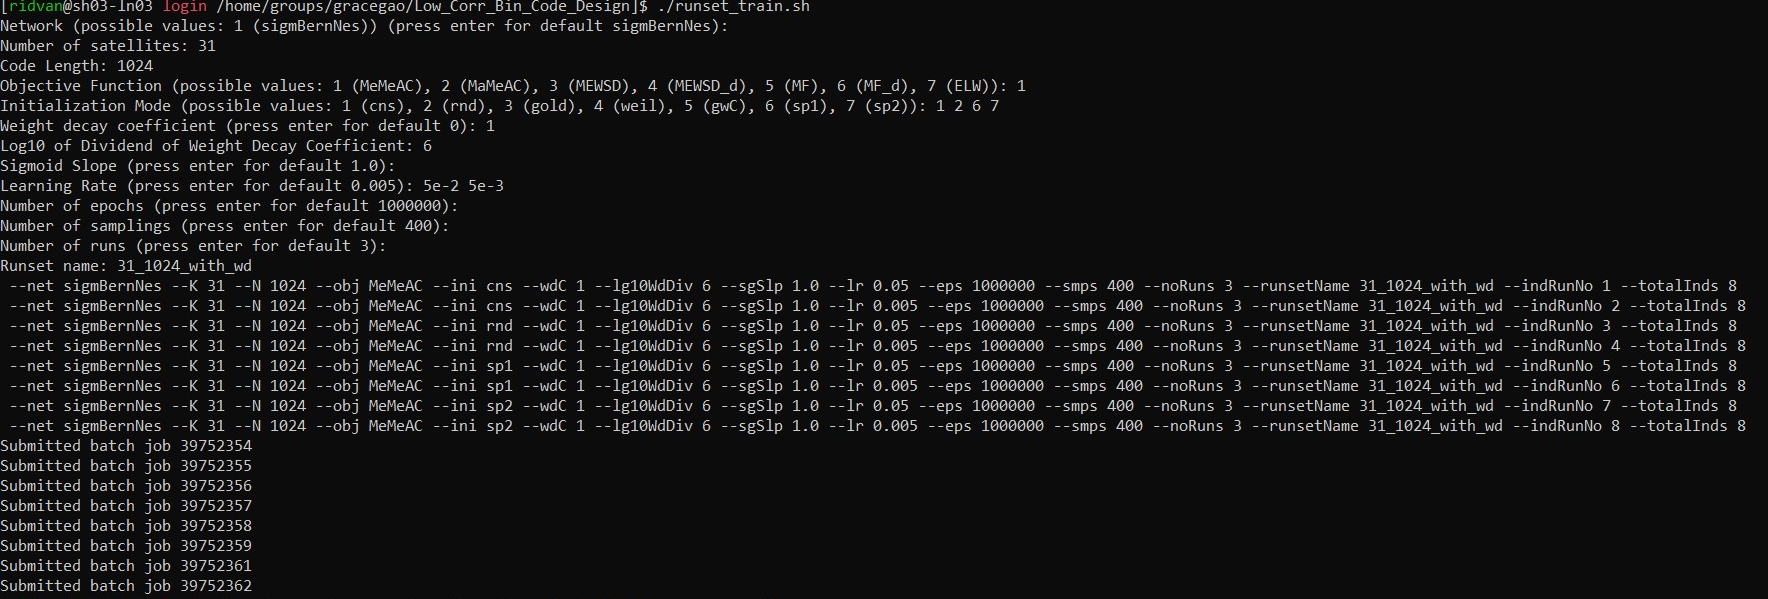 [ridvan@sh03-ln03 login /home/groups/gracegao/Low_Corr_Bin_Code_Design]$ ./runset_train.sh
Network (possible values: 1 (sigmBernNes)) (press enter for default sigmBernNes):
Number of satellites: 31
Code Length: 1024
Objective Function (possible values: 1 (MeMeAC), 2 (MaMeAC), 3 (MEWSD), 4 (MEWSD_d), 5 (MF), 6 (MF_d), 7 (ELW)): 1
Initialization Mode (possible values: 1 (cns), 2 (rnd), 3 (gold), 4 (weil), 5 (gwC), 6 (sp1), 7 (sp2)): 1 2 6 7
Weight decay coefficient (press enter for default 0): 1
Log10 of Dividend of Weight Decay Coefficient: 6
Sigmoid Slope (press enter for default 1.0):
Learning Rate (press enter for default 0.005): 5e-2 5e-3
Number of epochs (press enter for default 1000000):
Number of samplings (press enter for default 400):
Number of runs (press enter for default 3):
Runset name: 31_1024_with_wd
--net sigmBernNes --K 31 --N 1024 --obj MeMeAC --ini cns --wdC 1 --lg10WdDiv 6 --sgSlp 1.0 --lr 0.05 --eps 1000000 --smps 400 --noRuns 3 --runsetName 31_1024_with_wd --indRunNo 1 --totalInds 8
--net sigmBernNes --K 31 --N 1024 --obj MeMeAC --ini cns --wdC 1 --lg10WdDiv 6 --sgSlp 1.0 --lr 0.005 --eps 1000000 --smps 400 --noRuns 3 --runsetName 31_1024_with_wd --indRunNo 2 --totalInds 8
--net sigmBernNes --K 31 --N 1024 --obj MeMeAC --ini rnd --wdC 1 --lg10WdDiv 6 --sgSlp 1.0 --lr 0.05 --eps 1000000 --smps 400 --noRuns 3 --runsetName 31_1024_with_wd --indRunNo 3 --totalInds 8
--net sigmBernNes --K 31 --N 1024 --obj MeMeAC --ini rnd --wdC 1 --lg10WdDiv 6 --sgSlp 1.0 --lr 0.005 --eps 1000000 --smps 400 --noRuns 3 --runsetName 31_1024_with_wd --indRunNo 4 --totalInds 8
--net sigmBernNes --K 31 --N 1024 --obj MeMeAC --ini sp1 --wdC 1 --lg10WdDiv 6 --sgSlp 1.0 --lr 0.05 --eps 1000000 --smps 400 --noRuns 3 --runsetName 31_1024_with_wd --indRunNo 5 --totalInds 8
--net sigmBernNes --K 31 --N 1024 --obj MeMeAC --ini sp1 --wdC 1 --lg10WdDiv 6 --sgSlp 1.0 --lr 0.005 --eps 1000000 --smps 400 --noRuns 3 --runsetName 31_1024_with_wd --indRunNo 6 --totalInds 8
--net sigmBernNes --K 31 --N 1024 --obj MeMeAC --ini sp2 --wdC 1 --lg10WdDiv 6 --sgSlp 1.0 --lr 0.05 --eps 1000000 --smps 400 --noRuns 3 --runsetName 31_1024_with_wd --indRunNo 7 --totalInds 8
--net sigmBernNes --K 31 --N 1024 --obj MeMeAC --ini sp2 --wdC 1 --lg10WdDiv 6 --sgSlp 1.0 --lr 0.005 --eps 1000000 --smps 400 --noRuns 3 --runsetName 31_1024_with_wd --indRunNo 8 --totalInds 8
Submitted batch job 39752354
Submitted batch job 39752355
Submitted batch job 39752356
Submitted batch job 39752357
Submitted batch job 39752358
Submitted batch job 39752359
Submitted batch job 39752361
Submitted batch job 39752362